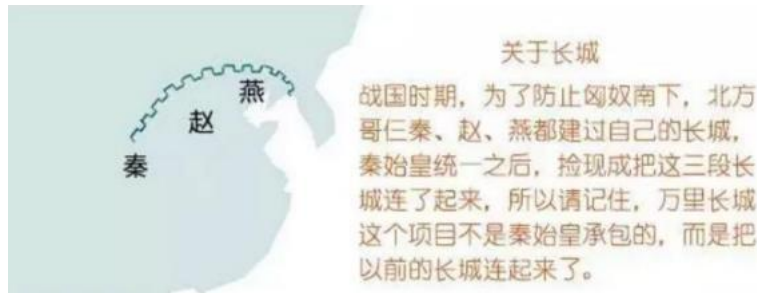 燕
赵
秦
关于长城
战国时期，为了防止匈奴南下，北方
哥仨秦、赵、燕都建过自己的长城，
秦始皇统一之后，捡现成把这三段长
城连了起来，所以请记住，万里长城
这个项目不是秦始皇承包的，而是把
以前的长城连起来了。